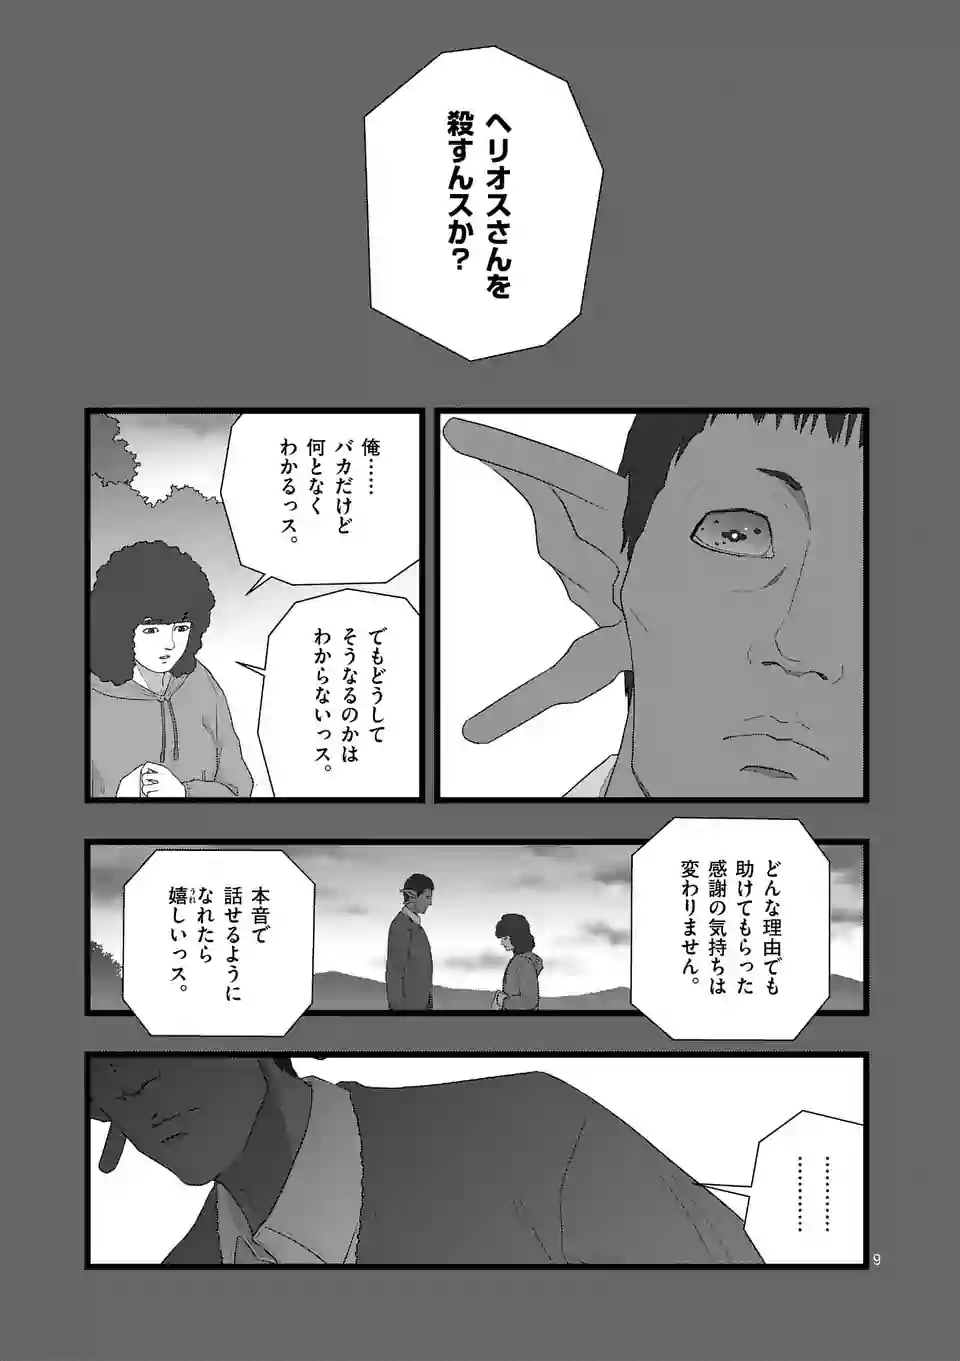 ヘリオスさんを
殺すんスか?
俺……
バカだけど
何となく
わかるっス。
でもどうして
そうなるのかは
わからないっス。
どんな理由でも
助けてもらった
感謝の気持ちは
変わりません。
本音で
話せるように
なれたら
嬉しいっス。
うれ
…………
…………
9